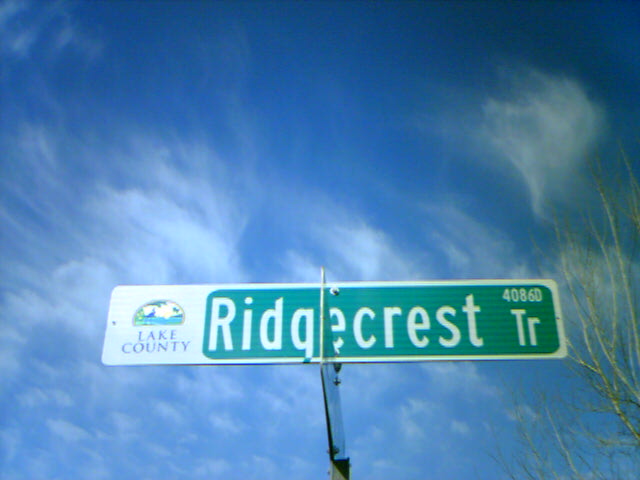 LAKE
COUNTY
Ridgecrest Tr
4086D